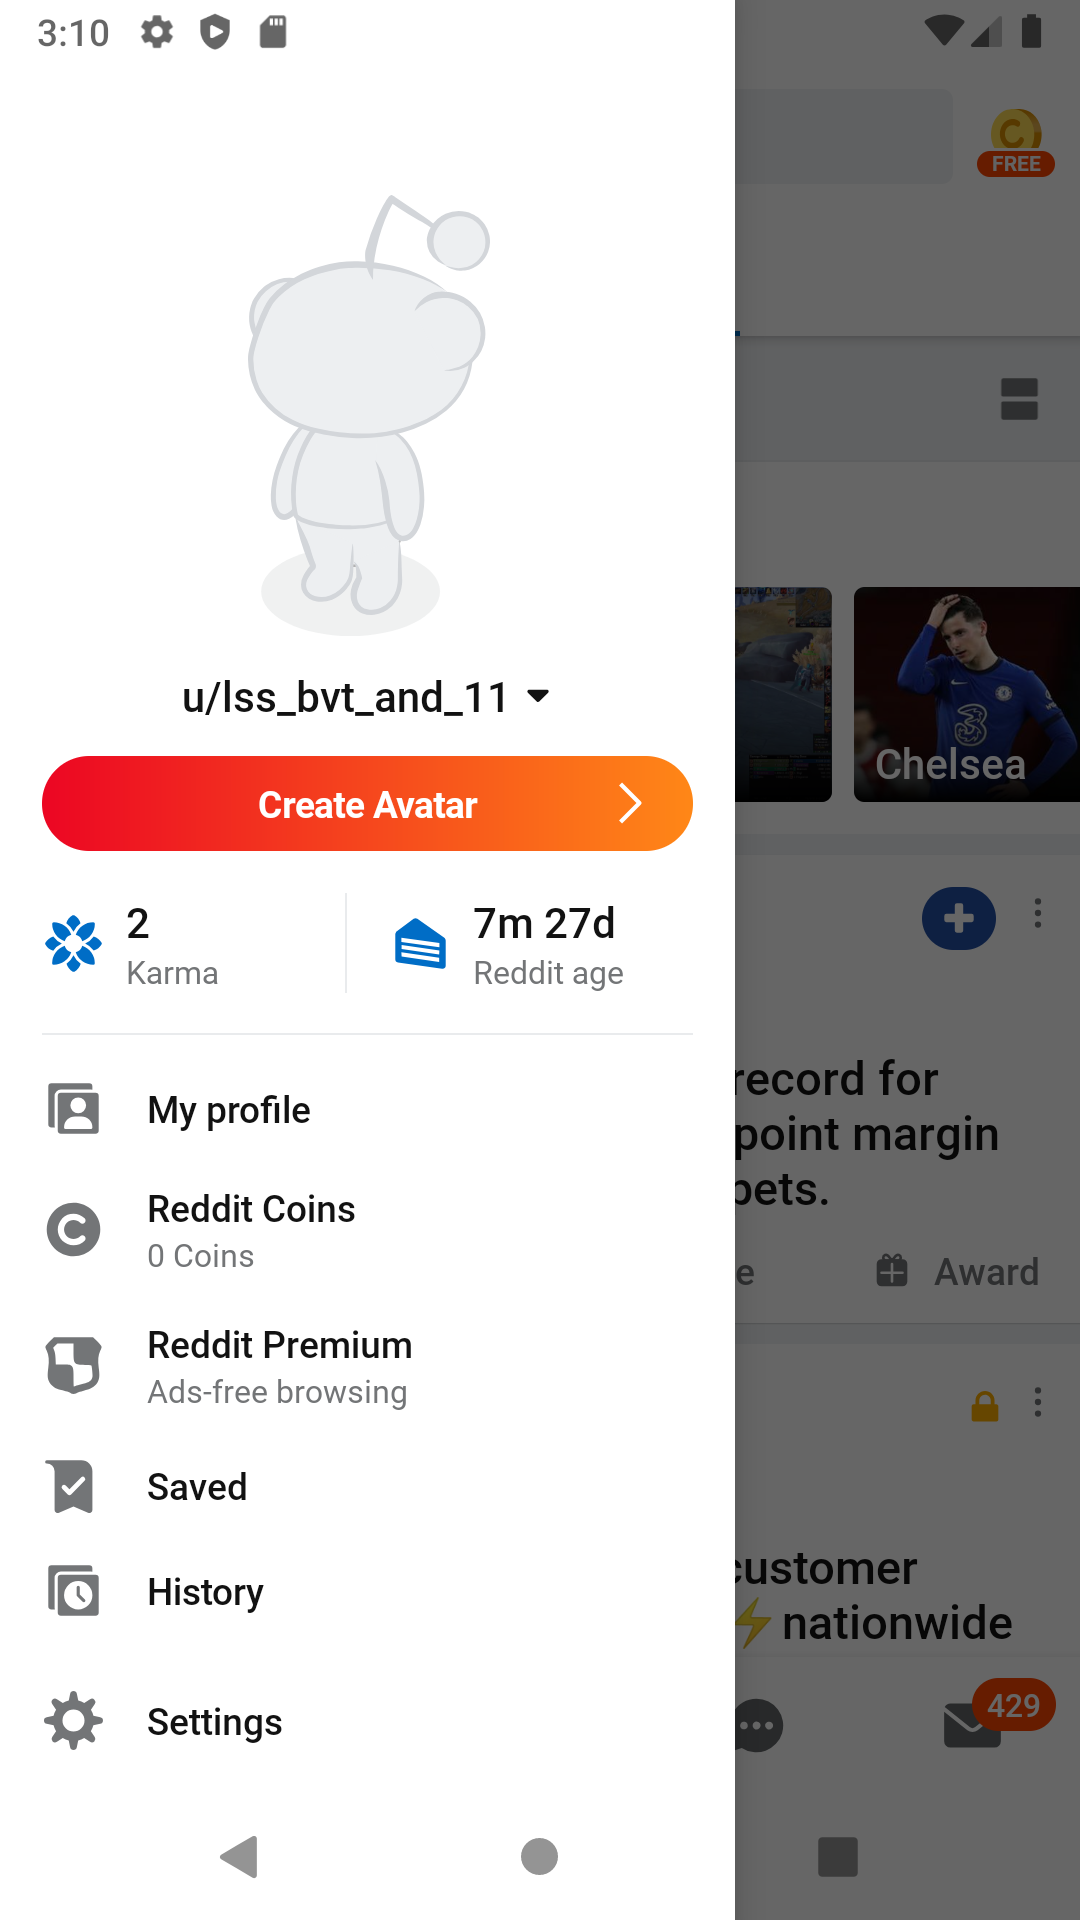 3:10
FREE
u/lss_bvt_and_11
Create Avatar
2
Karma
7m 27d
Reddit age
My profile
Reddit Coins
0 Coins
Reddit Premium
Ads-free browsing
Saved
History
Settings
Chelsea
record for
point margin
bets.
e
Award
customer
⚡nationwide
429